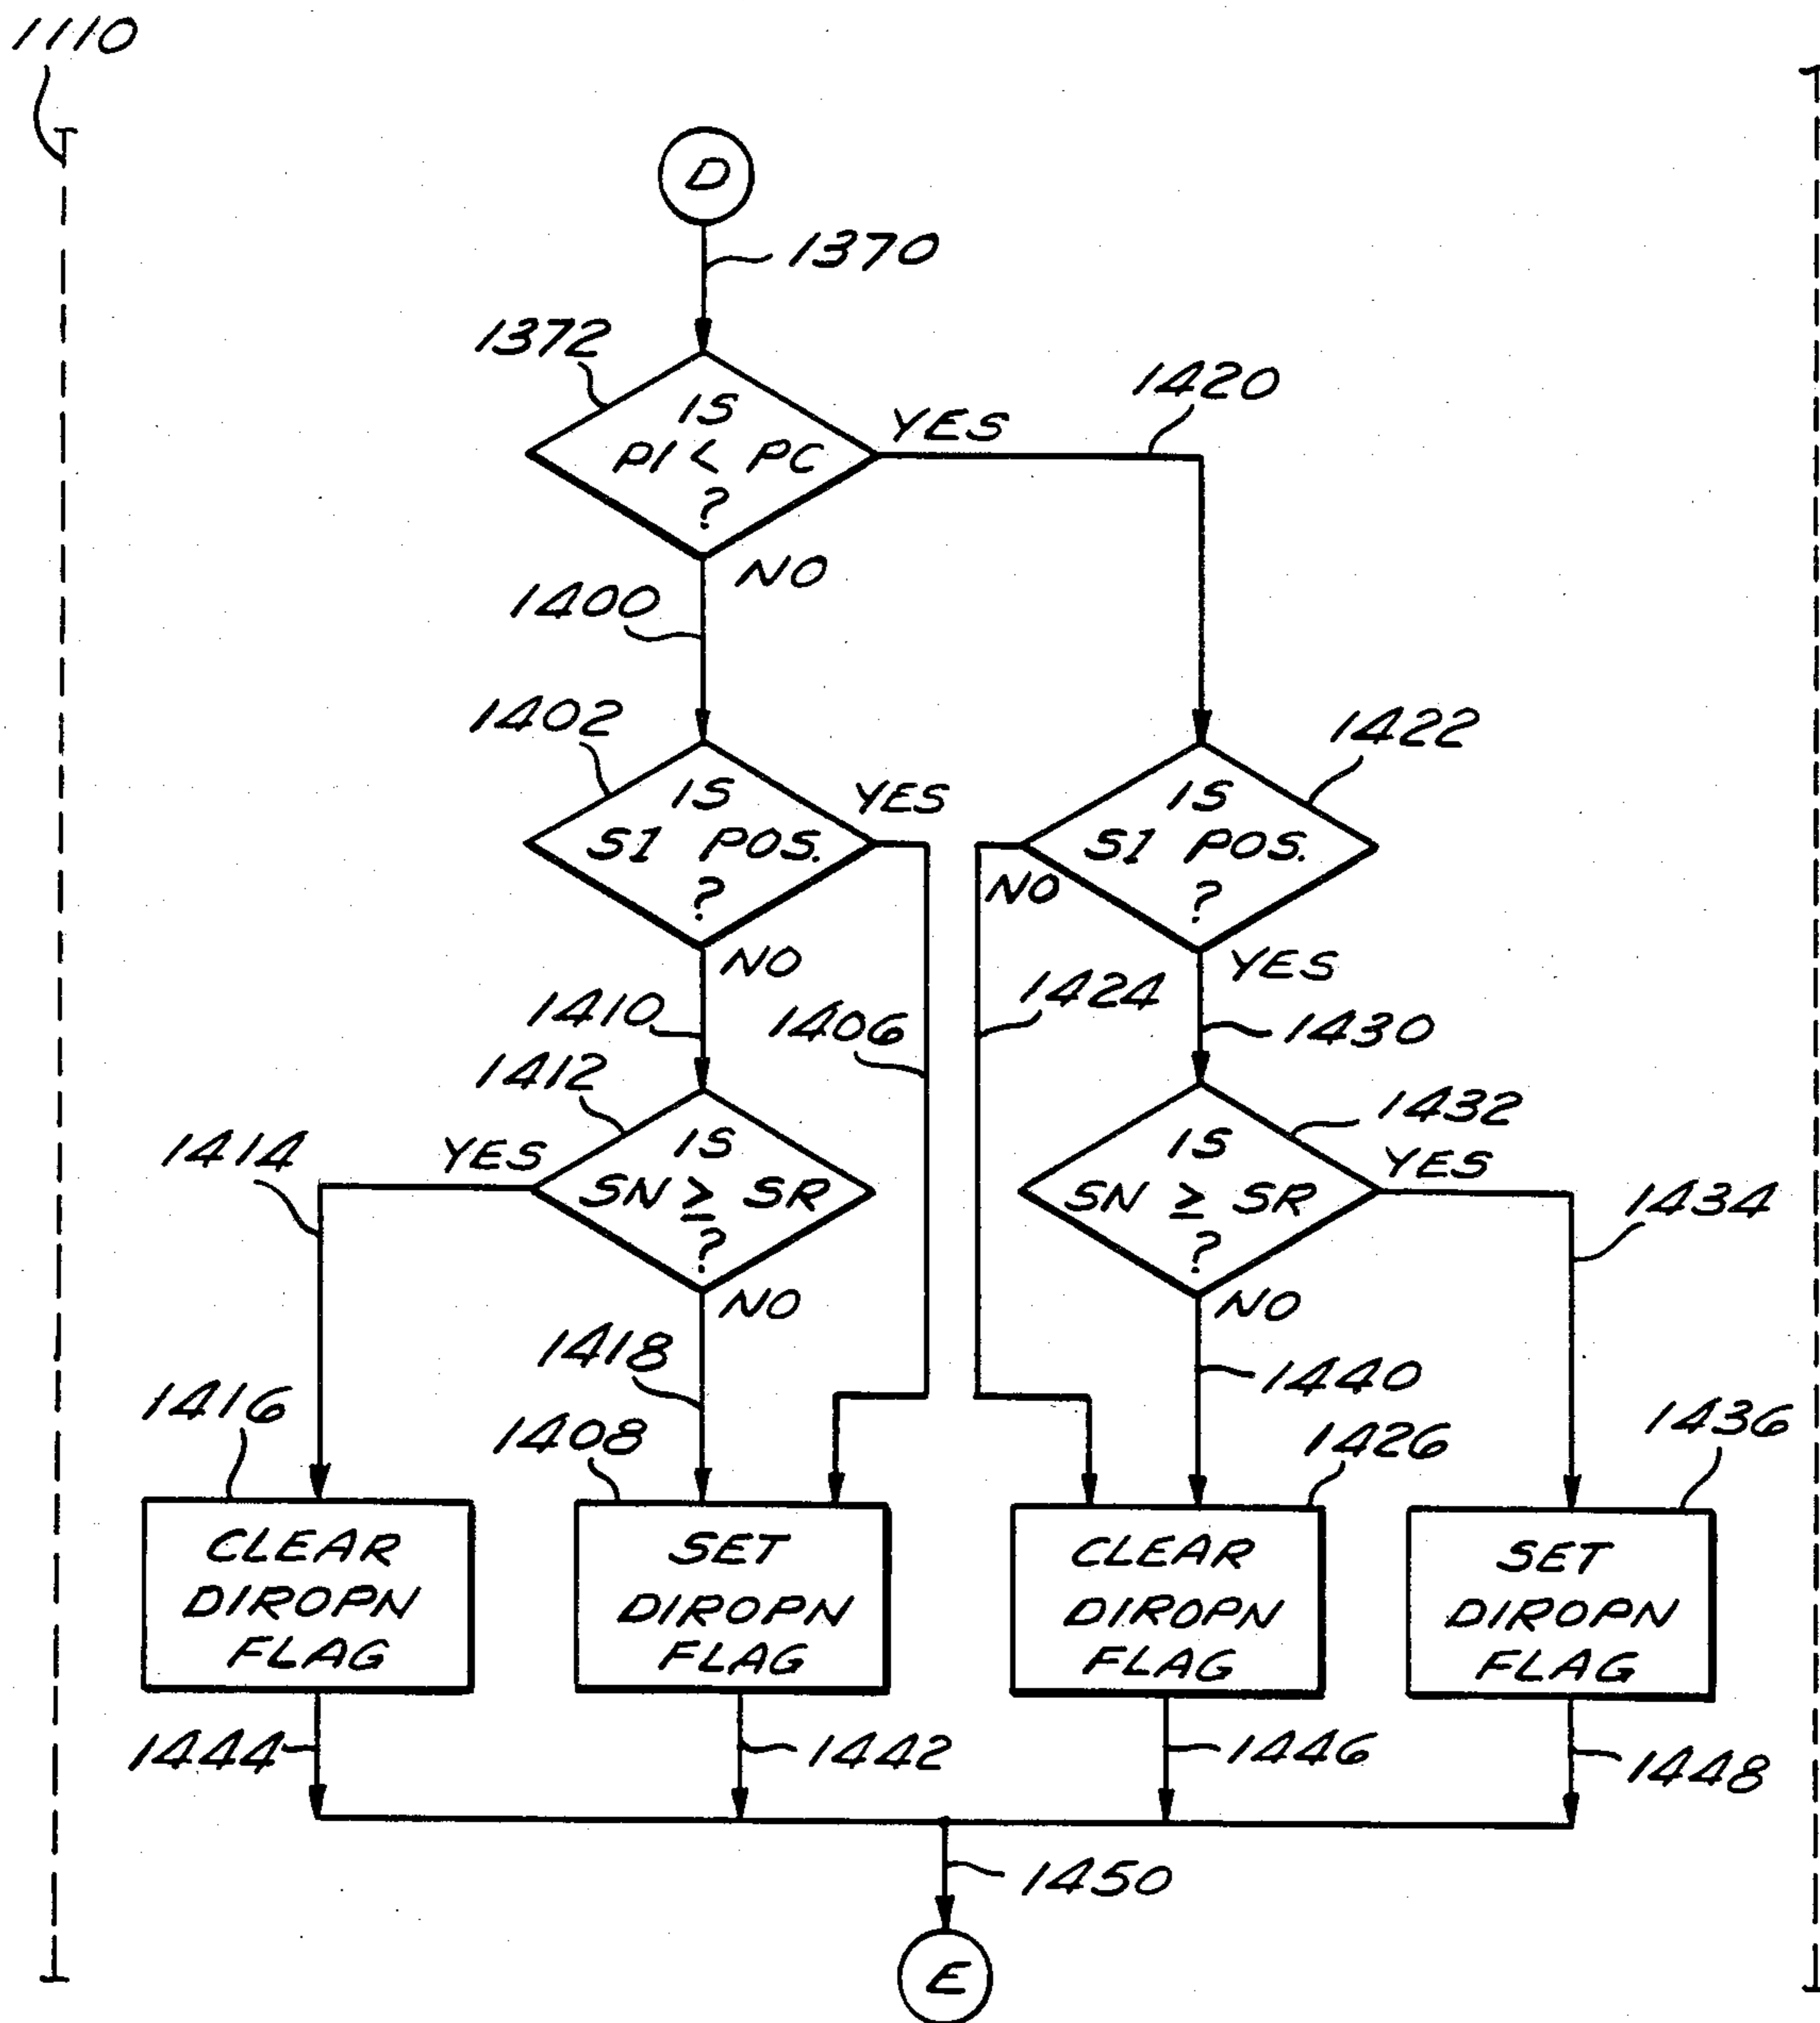 1110
D
1370
1372
IS
PI < PC
?
YES
1420
NO
1400
1402
IS
SI POS.
?
YES
1422
IS
SI POS.
?
NO
NO
YES
1410
1406
1424
1430
1412
IS
SN ≥ SR
?
YES
1414
1432
IS
SN ≥ SR
?
YES
1434
NO
NO
1418
1440
1416
1408
1426
1436
CLEAR
DIROPN
FLAG
SET
DIROPN
FLAG
CLEAR
DIROPN
FLAG
SET
DIROPN
FLAG
1444
1442
1446
1448
1450
E